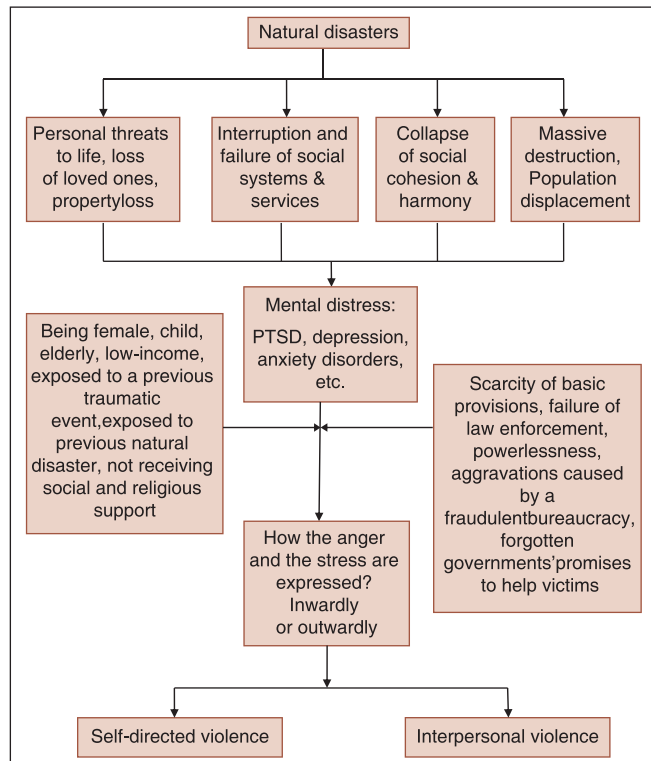 Natural disasters
Personal threats
to life, loss
of loved ones,
propertyloss
Interruption and
failure of social
systems &
services
Collapse
of social
cohesion &
harmony
Massive
destruction,
Population
displacement
Mental distress:
PTSD, depression,
anxiety disorders,
etc.
Being female, child,
elderly, low-income,
exposed to a previous
traumatic
event,exposed to
previous natural
disaster, not receiving
social and religious
support
Scarcity of basic
provisions, failure of
law enforcement,
powerlessness,
aggravations caused
by a
fraudulentbureaucracy,
forgotten
governments’promises
to help victims
How the anger
and the stress are
expressed?
Inwardly
or outwardly
Self-directed violence
Interpersonal violence